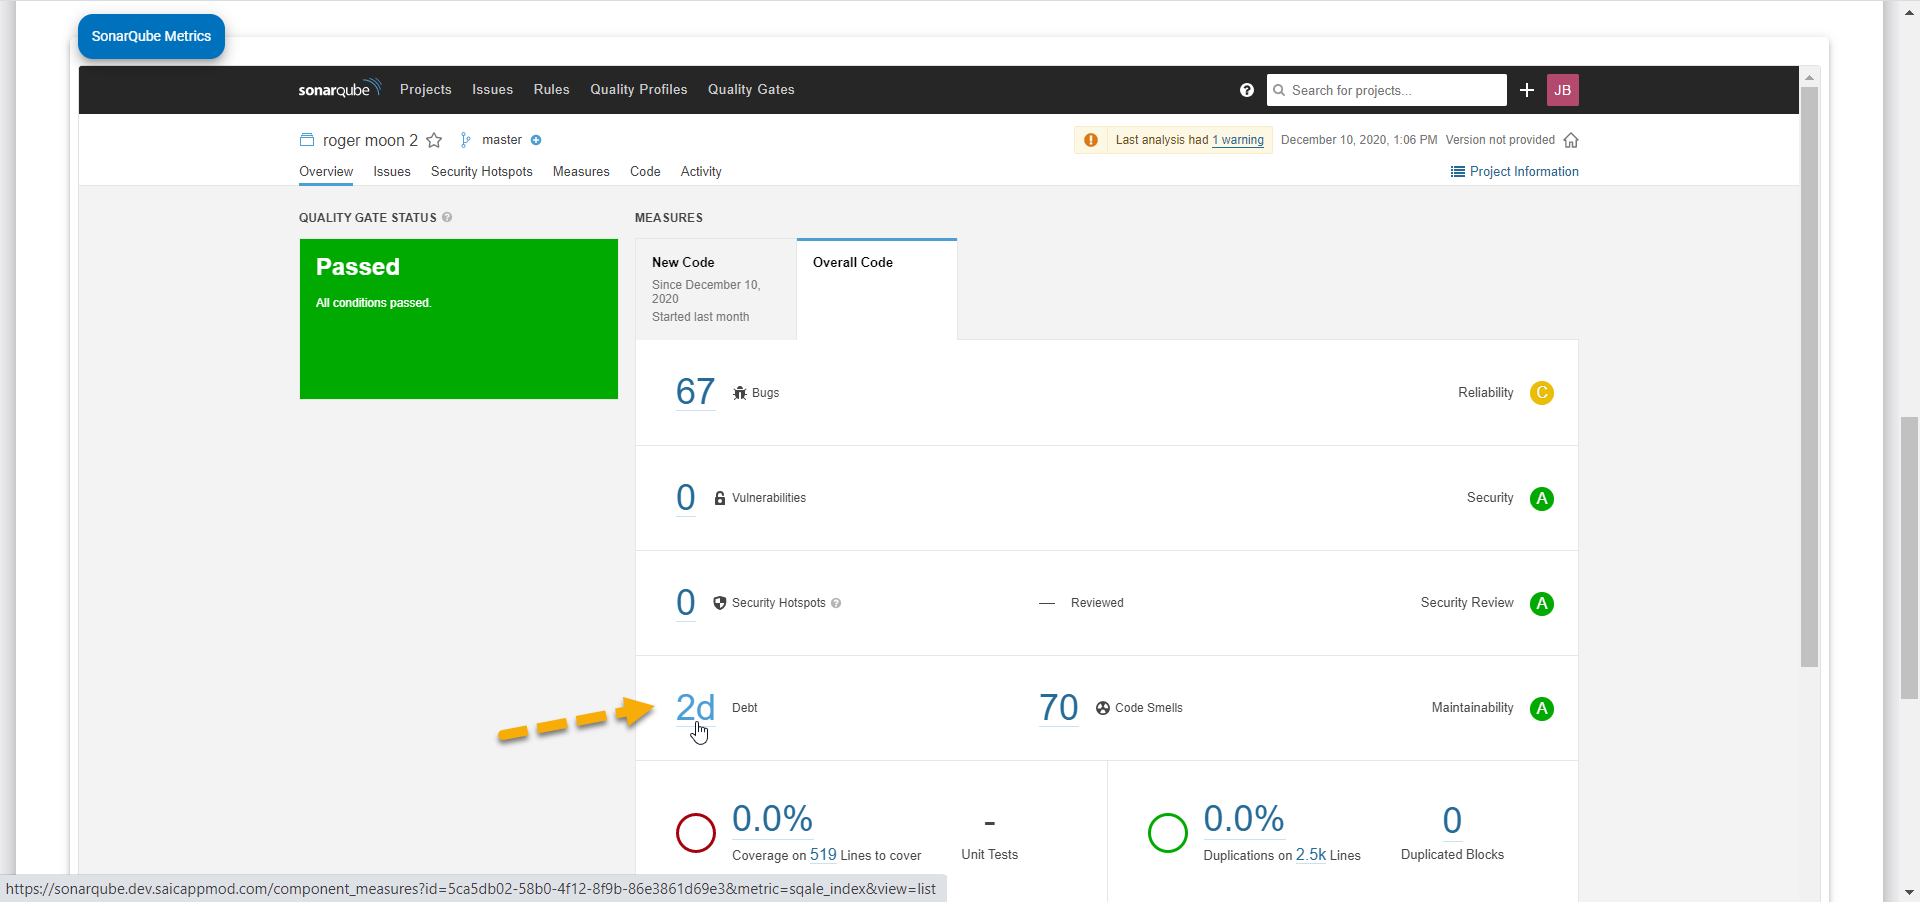 SonarQube Metrics
sonarqube Projects Issues Rules Quality Profiles Quality Gates ? Search for projects... + JB
roger moon 2 master Last analysis had 1 warning December 10, 2020, 1:06 PM Version not provided
Overview Issues Security Hotspots Measures Code Activity Project Information
QUALITY GATE STATUS ? MEASURES
Passed
All conditions passed.
New Code
Since December 10,
2020
Started last month
Overall Code
67 Bugs Reliability C
0 Vulnerabilities Security A
0 Security Hotspots ? — Reviewed Security Review A
2d Debt 70 Code Smells Maintainability A
0.0%
Coverage on 519 Lines to cover
-
Unit Tests
0.0%
Duplications on 2.5k Lines
0
Duplicated Blocks
https://sonarqube.dev.saicappmod.com/component_measures?id=5ca5db02-58b0-4f12-8f9b-86e3861d69e3&metric=sqale_index&view=list